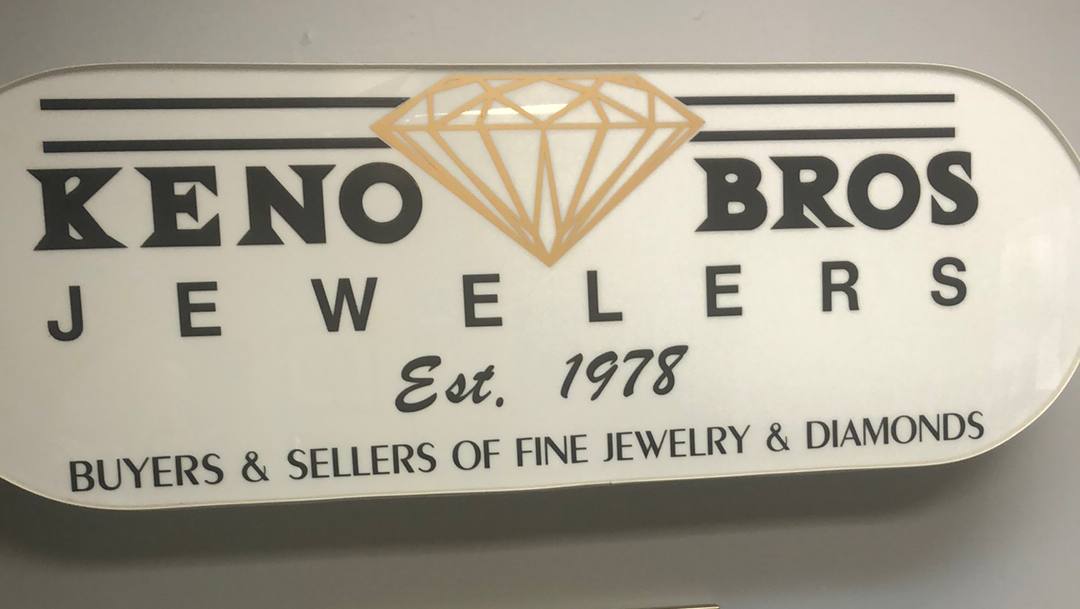 KENO BROS
JEWELERS
Est. 1978
BUYERS & SELLERS OF FINE JEWELRY & DIAMONDS